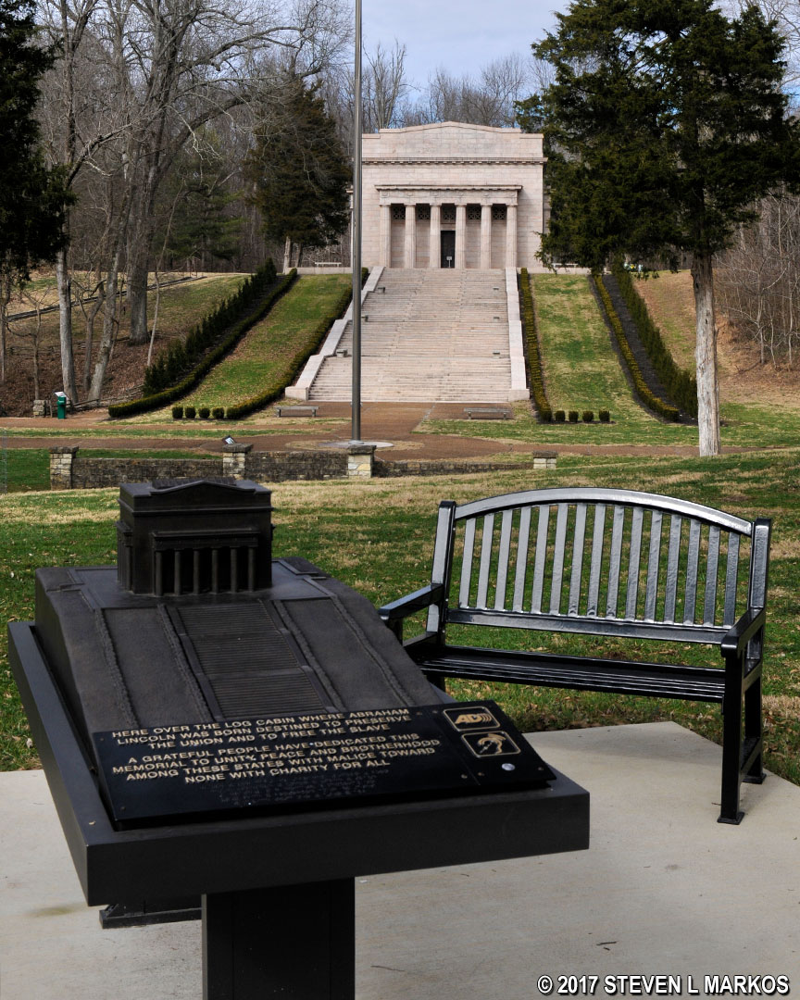 HERE OVER THE LOG CABIN WHERE ABRAHAM
LINCOLN WAS BORN DESTINED TO PRESERVE
THE UNION AND TO FREE THE SLAVE
A GRATEFUL PEOPLE HAVE DEDICATED THIS
MEMORIAL TO UNITY, PEACE AND BROTHERHOOD
AMONG THESE STATES WITH MALICE TOWARD
NONE WITH CHARITY FOR ALL
AD
© 2017 STEVEN L MARKOS